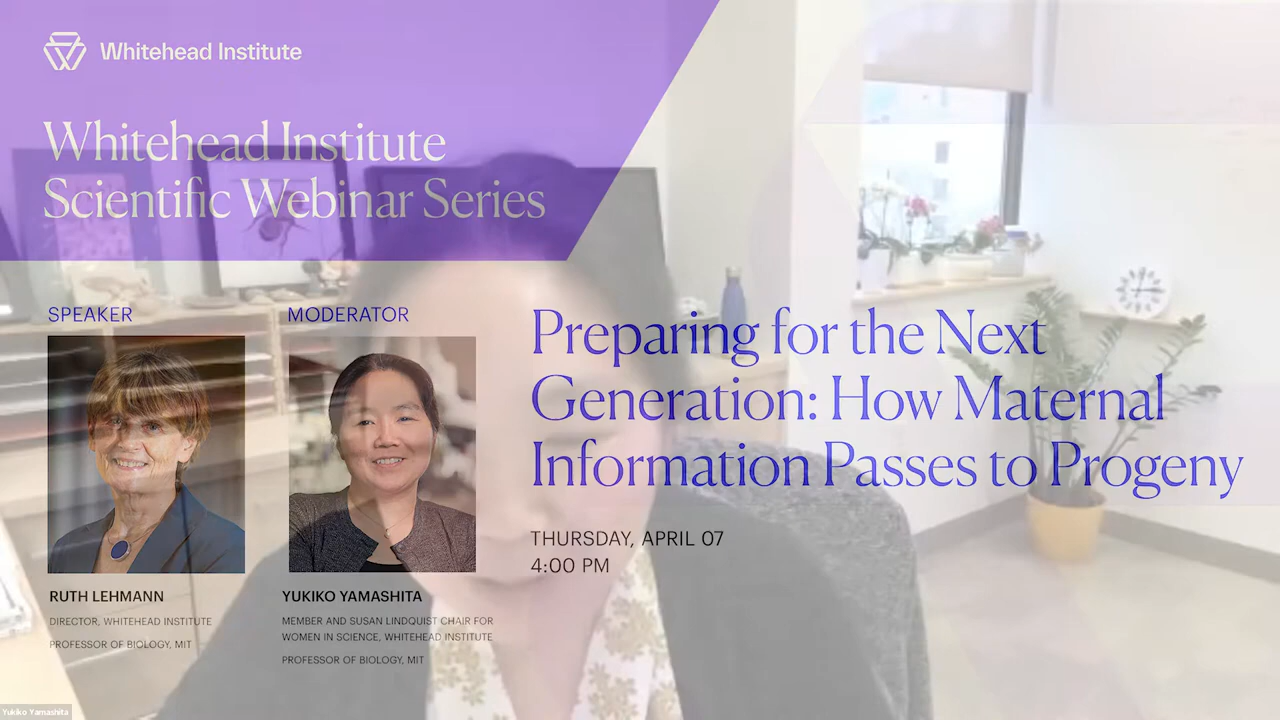 Whitehead Institute
Whitehead Institute
Scientific Webinar Series
SPEAKER
MODERATOR
Preparing for the Next
Generation: How Maternal
Information Passes to Progeny
THURSDAY, APRIL 07
4:00 PM
RUTH LEHMANN
DIRECTOR, WHITEHEAD INSTITUTE
PROFESSOR OF BIOLOGY, MIT
YUKIKO YAMASHITA
MEMBER AND SUSAN LINDQUIST CHAIR FOR
WOMEN IN SCIENCE, WHITEHEAD INSTITUTE
PROFESSOR OF BIOLOGY, MIT
Yukiko Yamashita